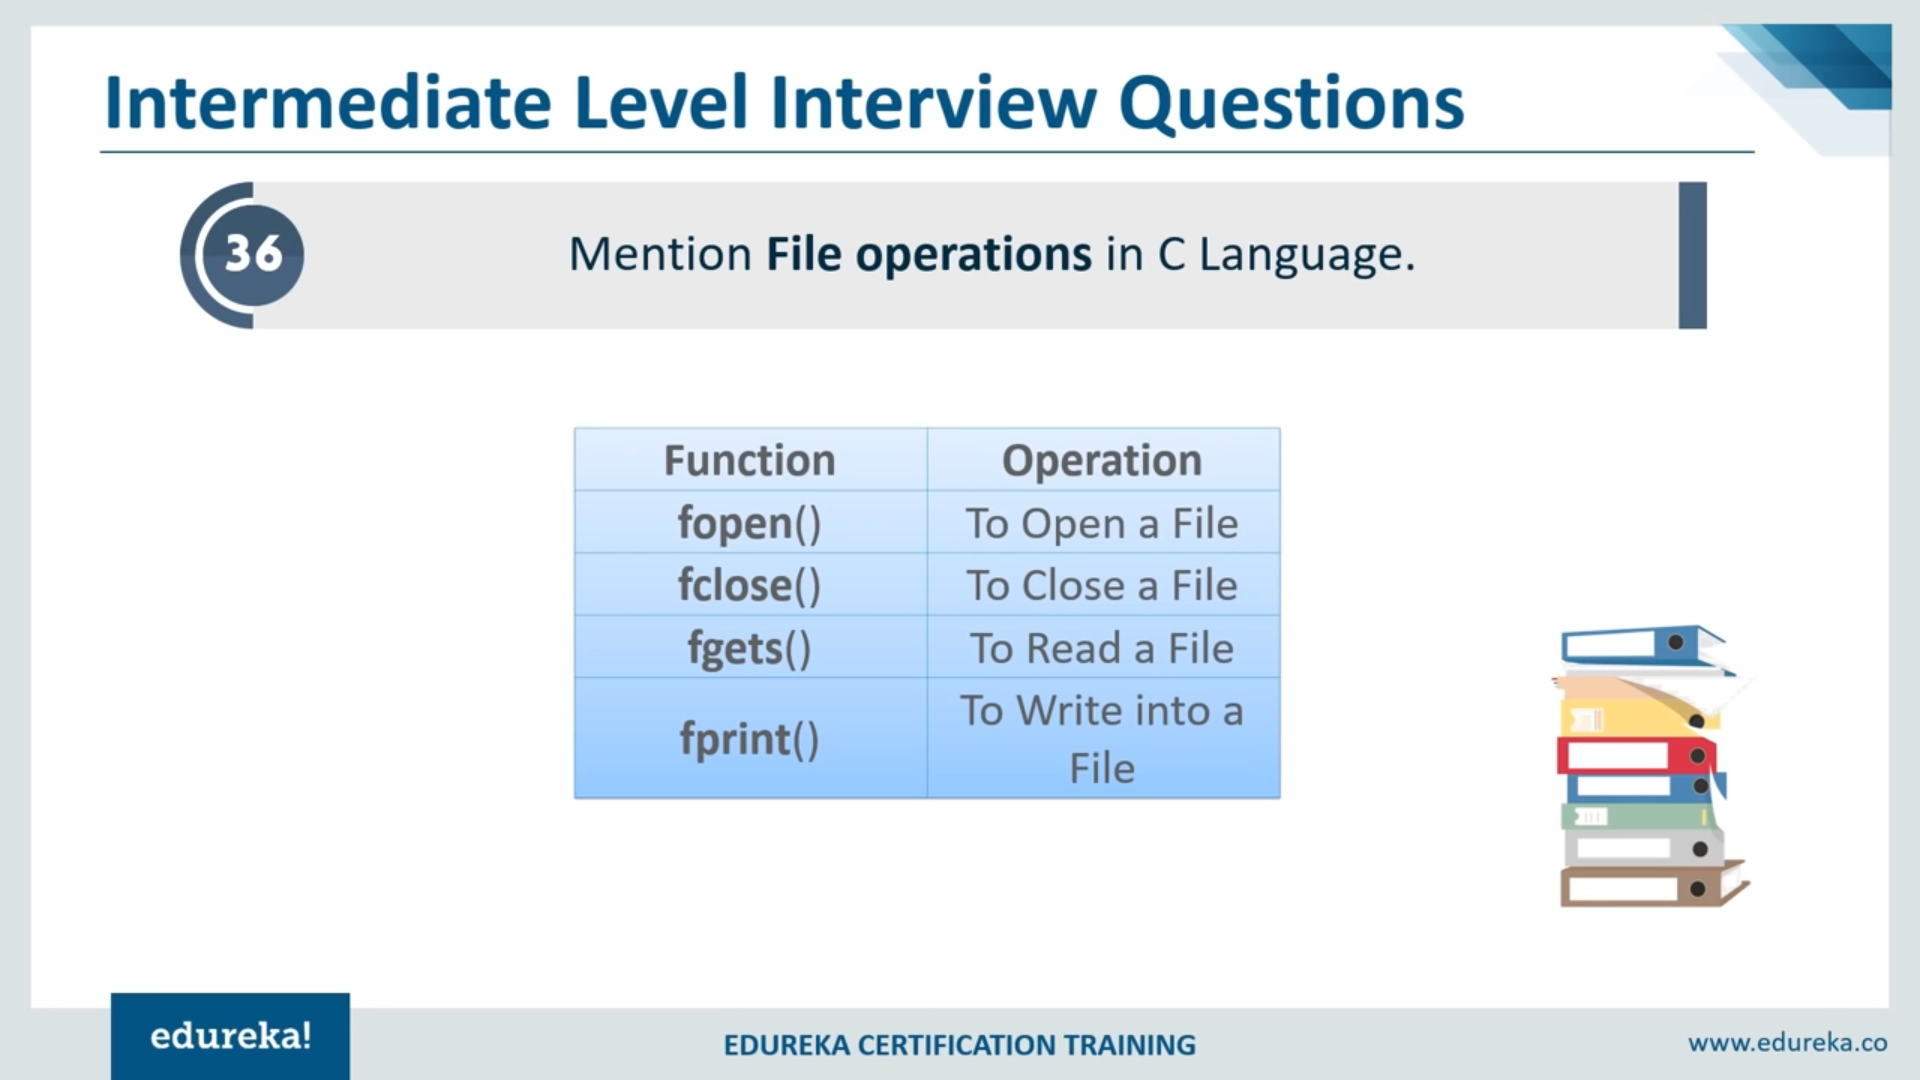 Intermediate Level Interview Questions
36
Mention File operations in C Language.
Function Operation
fopen() To Open a File
fclose() To Close a File
fgets() To Read a File
fprint() To Write into a
File
edureka!
EDUREKA CERTIFICATION TRAINING
www.edureka.co